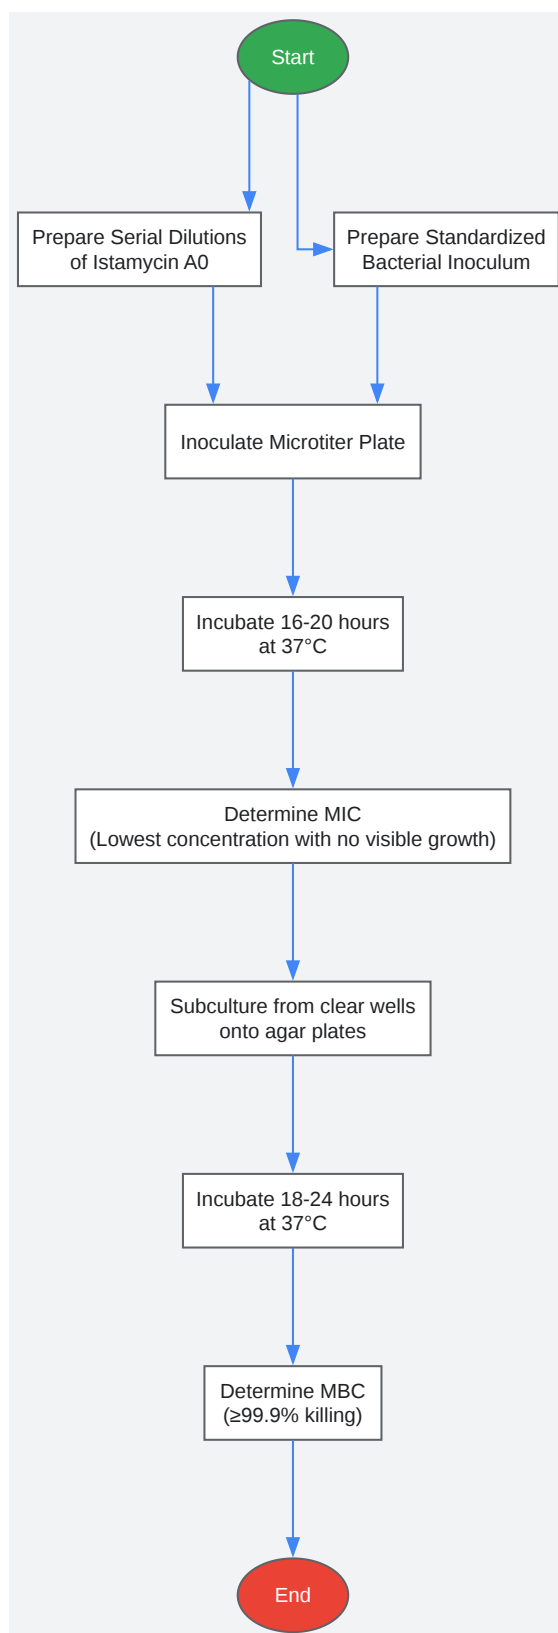 Start
Prepare Serial Dilutions
of Istamycin A0
Prepare Standardized
Bacterial Inoculum
Inoculate Microtiter Plate
Incubate 16-20 hours
at 37°C
Determine MIC
(Lowest concentration with no visible growth)
Subculture from clear wells
onto agar plates
Incubate 18-24 hours
at 37°C
Determine MBC
(≥99.9% killing)
End